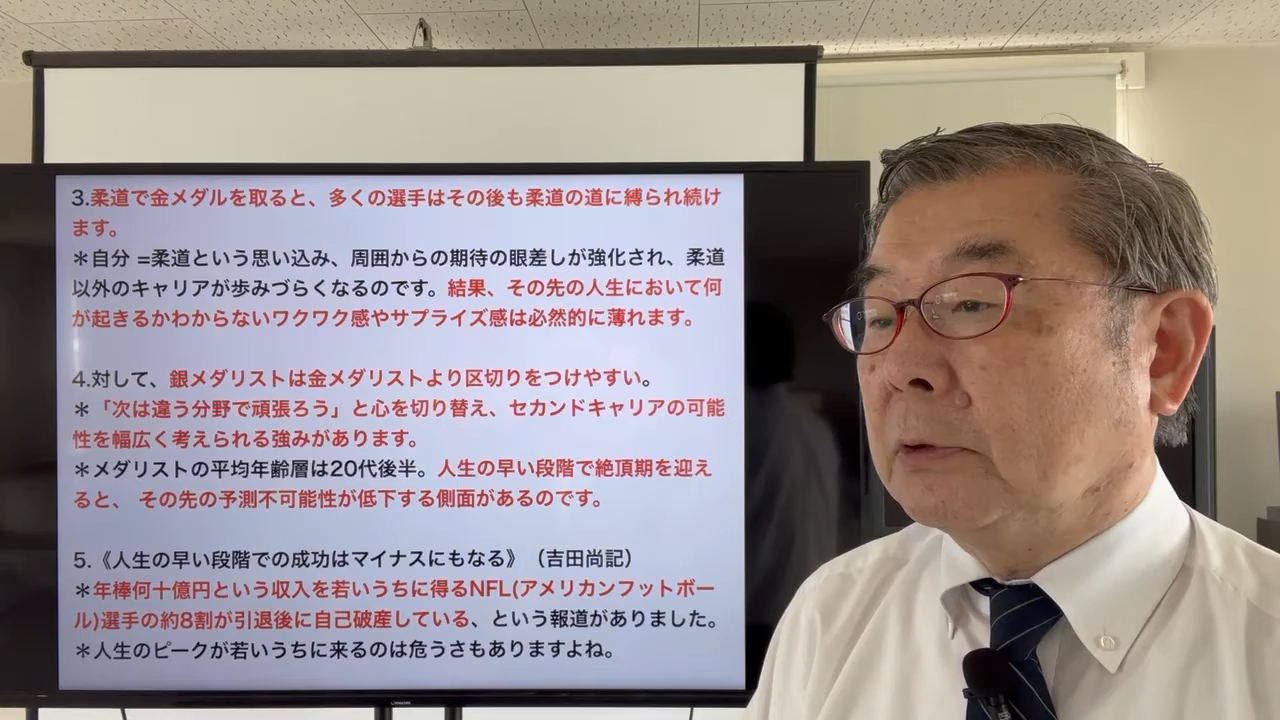 3.柔道で金メダルを取ると、多くの選手はその後も柔道の道に縛られ続け
ます。
＊自分 =柔道という思い込み、周囲からの期待の眼差しが強化され、柔道
以外のキャリアが歩みづらくなるのです。結果、その先の人生において何
が起きるかわからないワクワク感やサプライズ感は必然的に薄れます。
4.対して、銀メダリストは金メダリストより区切りをつけやすい。
＊「次は違う分野で頑張ろう」と心を切り替え、セカンドキャリアの可能
性を幅広く考えられる強みがあります。
＊メダリストの平均年齢層は20代後半。人生の早い段階で絶頂期を迎え
ると、 その先の予測不可能性が低下する側面があるのです。
5.《人生の早い段階での成功はマイナスにもなる》（吉田尚記）
＊年棒何十億円という収入を若いうちに得るNFL(アメリカンフットボー
ル)選手の約8割が引退後に自己破産している、という報道がありました。
＊人生のピークが若いうちに来るのは危うさもありますよね。